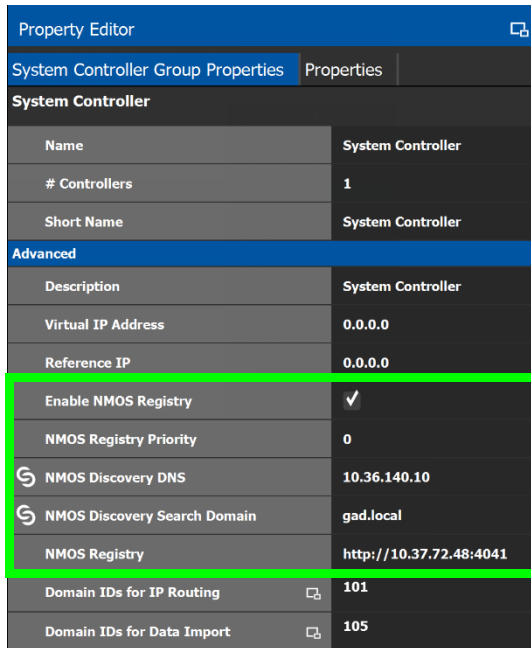 Property Editor
System Controller Group Properties Properties
System Controller
Name System Controller
# Controllers 1
Short Name System Controller
Advanced
Description System Controller
Virtual IP Address 0.0.0.0
Reference IP 0.0.0.0
Enable NMOS Registry
NMOS Registry Priority 0
NMOS Discovery DNS 10.36.140.10
NMOS Discovery Search Domain gad.local
NMOS Registry http://10.37.72.48:4041
Domain IDs for IP Routing 101
Domain IDs for Data Import 105